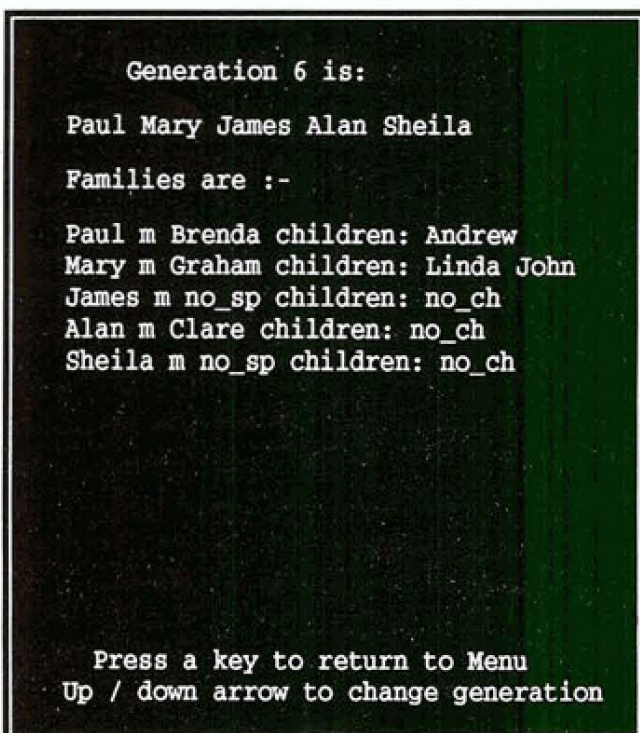 Generation 6 is:
Paul Mary James Alan Sheila
Families are :-
Paul m Brenda children: Andrew
Mary m Graham children: Linda John
James m no_sp children: no_ch
Alan m Clare children: no_ch
Sheila m no_sp children: no_ch
Press a key to return to Menu
Up / down arrow to change generation